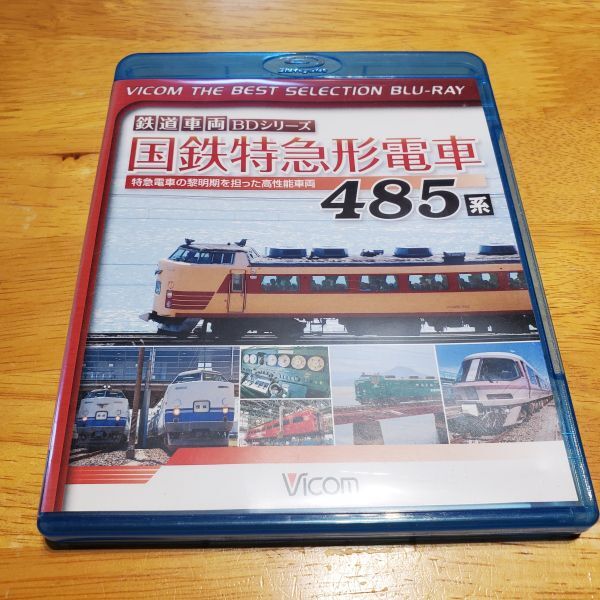 VICOM THE BEST SELECTION BLU-RAY
鉄道車両BDシリーズ
国鉄特急形電車
特急電車の黎明期を担った高性能車両
485系
Vicom